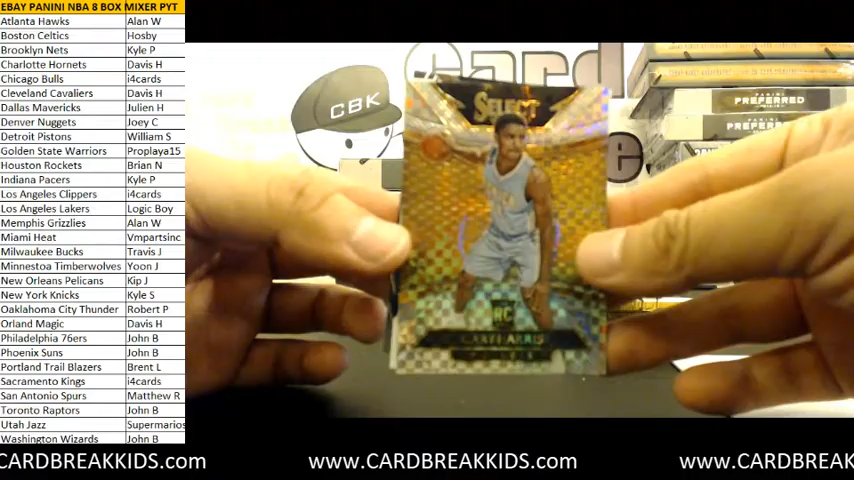 EBAY PANINI NBA 8 BOX MIXER PYT
Atlanta Hawks Alan W
Boston Celtics Hosby
Brooklyn Nets Kyle P
Charlotte Hornets Davis H
Chicago Bulls i4cards
Cleveland Cavaliers Davis H
Dallas Mavericks Julien H
Denver Nuggets Joey C
Detroit Pistons William S
Golden State Warriors Proplaya15
Houston Rockets Brian N
Indiana Pacers Kyle P
Los Angeles Clippers i4cards
Los Angeles Lakers Logic Boy
Memphis Grizzlies Alan W
Miami Heat Vmpartsinc
Milwaukee Bucks Travis J
Minnestoa Timberwolves Yoon J
New Orleans Pelicans Kip J
New York Knicks Kyle S
Oaklahoma City Thunder Robert P
Orland Magic Davis H
Philadelphia 76ers John B
Phoenix Suns John B
Portland Trail Blazers Brent L
Sacramento Kings i4cards
San Antonio Spurs Matthew R
Toronto Raptors John B
Utah Jazz Supermarios
Washington Wizards John B
Card
CBK
PANINI
PREFERRED
PREFERRED
SELECT
RC
GARY HARRIS
CARDBREAKKIDS.com www.CARDBREAKKIDS.com www.CARDBREAKK